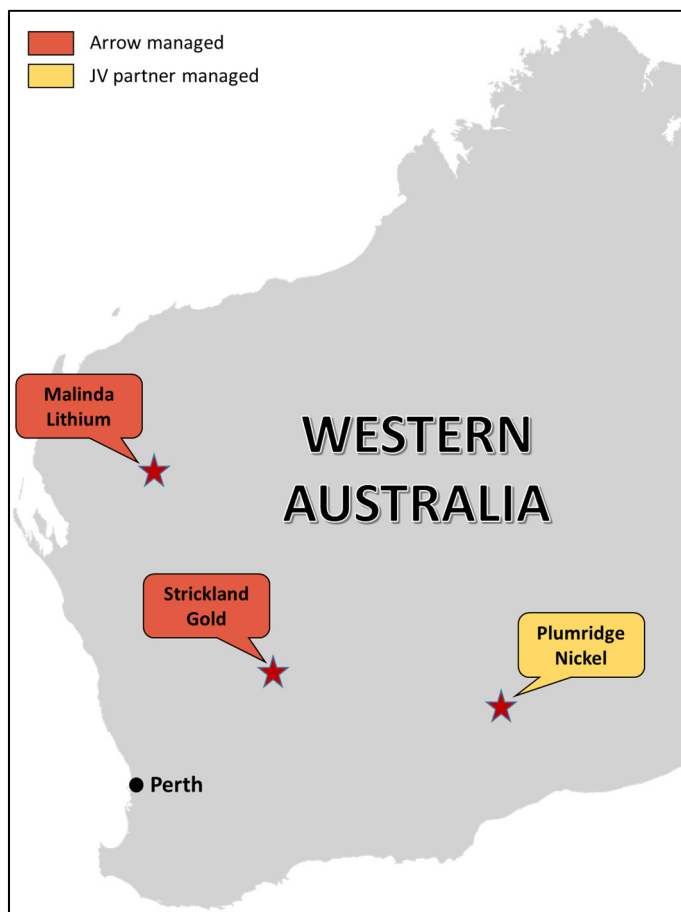 Arrow managed
JV partner managed
Malinda
Lithium
WESTERN
AUSTRALIA
Strickland
Gold
Plumridge
Nickel
Perth